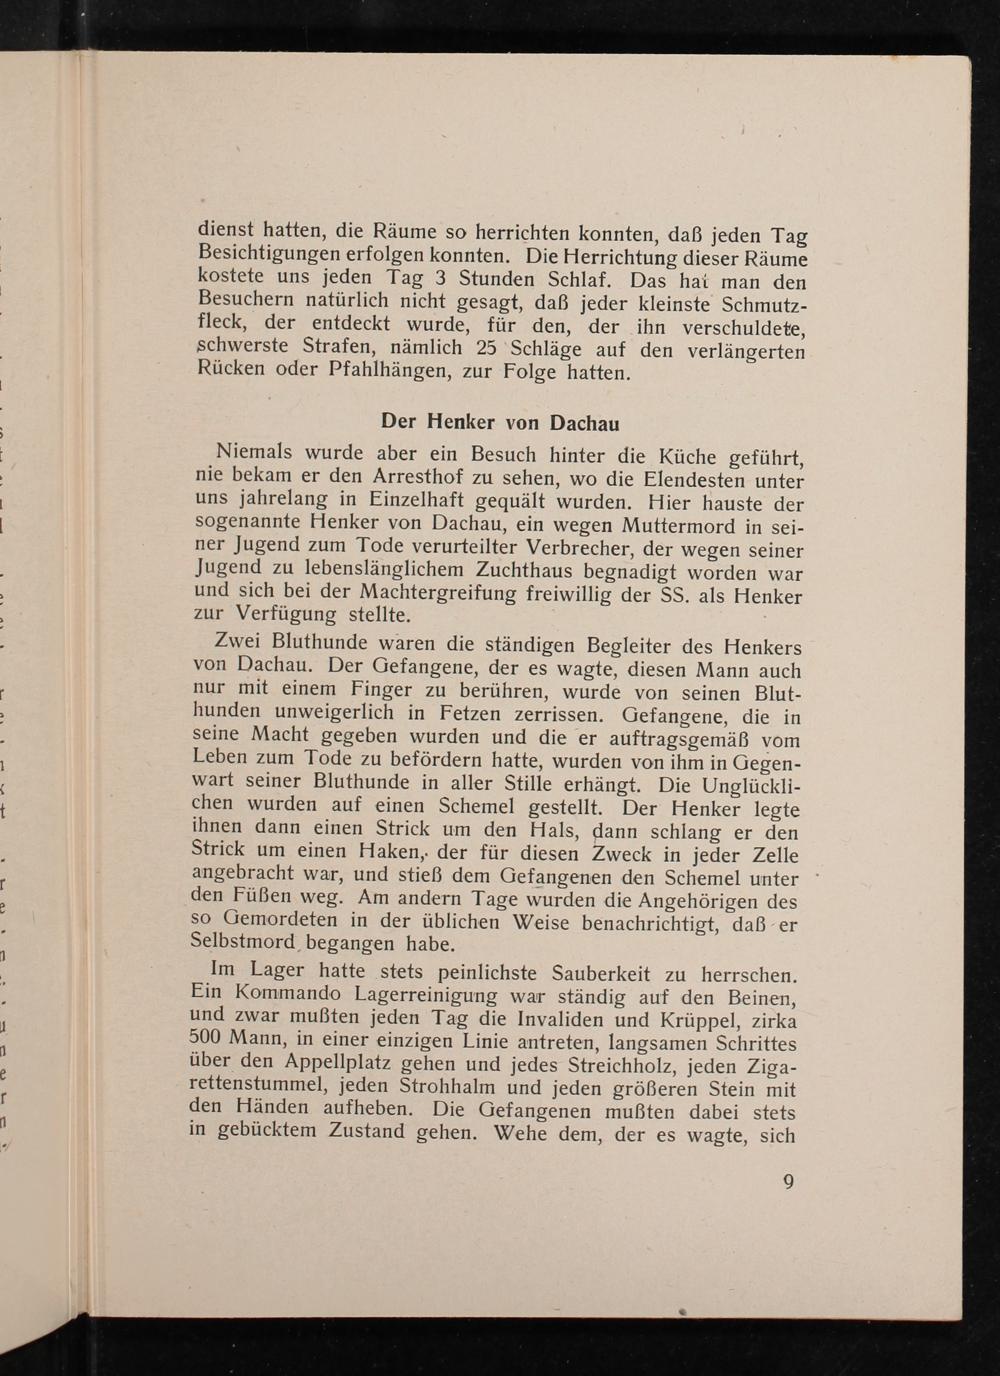 dienst hatten, die Räume so herrichten konnten, daß jeden Tag
Besichtigungen erfolgen konnten. Die Herrichtung dieser Räume
kostete uns jeden Tag 3 Stunden Schlaf. Das hat man den
Besuchern natürlich nicht gesagt, daß jeder kleinste Schmutz-
fleck, der entdeckt wurde, für den, der ihn verschuldete,
schwerste Strafen, nämlich 25 Schläge auf den verlängerten
Rücken oder Pfahlhängen, zur Folge hatten.
Der Henker von Dachau
Niemals wurde aber ein Besuch hinter die Küche geführt,
nie bekam er den Arresthof zu sehen, wo die Elendesten unter
uns jahrelang in Einzelhaft gequält wurden. Hier hauste der
sogenannte Henker von Dachau, ein wegen Muttermord in sei-
ner Jugend zum Tode verurteilter Verbrecher, der wegen seiner
Jugend zu lebenslänglichem Zuchthaus begnadigt worden war
und sich bei der Machtergreifung freiwillig der SS. als Henker
zur Verfügung stellte.
Zwei Bluthunde waren die ständigen Begleiter des Henkers
von Dachau. Der Gefangene, der es wagte, diesen Mann auch
nur mit einem Finger zu berühren, wurde von seinen Blut-
hunden unweigerlich in Fetzen zerrissen. Gefangene, die in
seine Macht gegeben wurden und die er auftragsgemäß vom
Leben zum Tode zu befördern hatte, wurden von ihm in Gegen-
wart seiner Bluthunde in aller Stille erhängt. Die Unglückli-
chen wurden auf einen Schemel gestellt. Der Henker legte
ihnen dann einen Strick um den Hals, dann schlang er den
Strick um einen Haken, der für diesen Zweck in jeder Zelle
angebracht war, und stieß dem Gefangenen den Schemel unter
den Füßen weg. Am andern Tage wurden die Angehörigen des
so Gemordeten in der üblichen Weise benachrichtigt, daß er
Selbstmord begangen habe.
Im Lager hatte stets peinlichste Sauberkeit zu herrschen.
Ein Kommando Lagerreinigung war ständig auf den Beinen,
und zwar mußten jeden Tag die Invaliden und Krüppel, zirka
500 Mann, in einer einzigen Linie antreten, langsamen Schrittes
über den Appellplatz gehen und jedes Streichholz, jeden Ziga-
rettenstummel, jeden Strohhalm und jeden größeren Stein mit
den Händen aufheben. Die Gefangenen mußten dabei stets
in gebücktem Zustand gehen. Wehe dem, der es wagte, sich
9